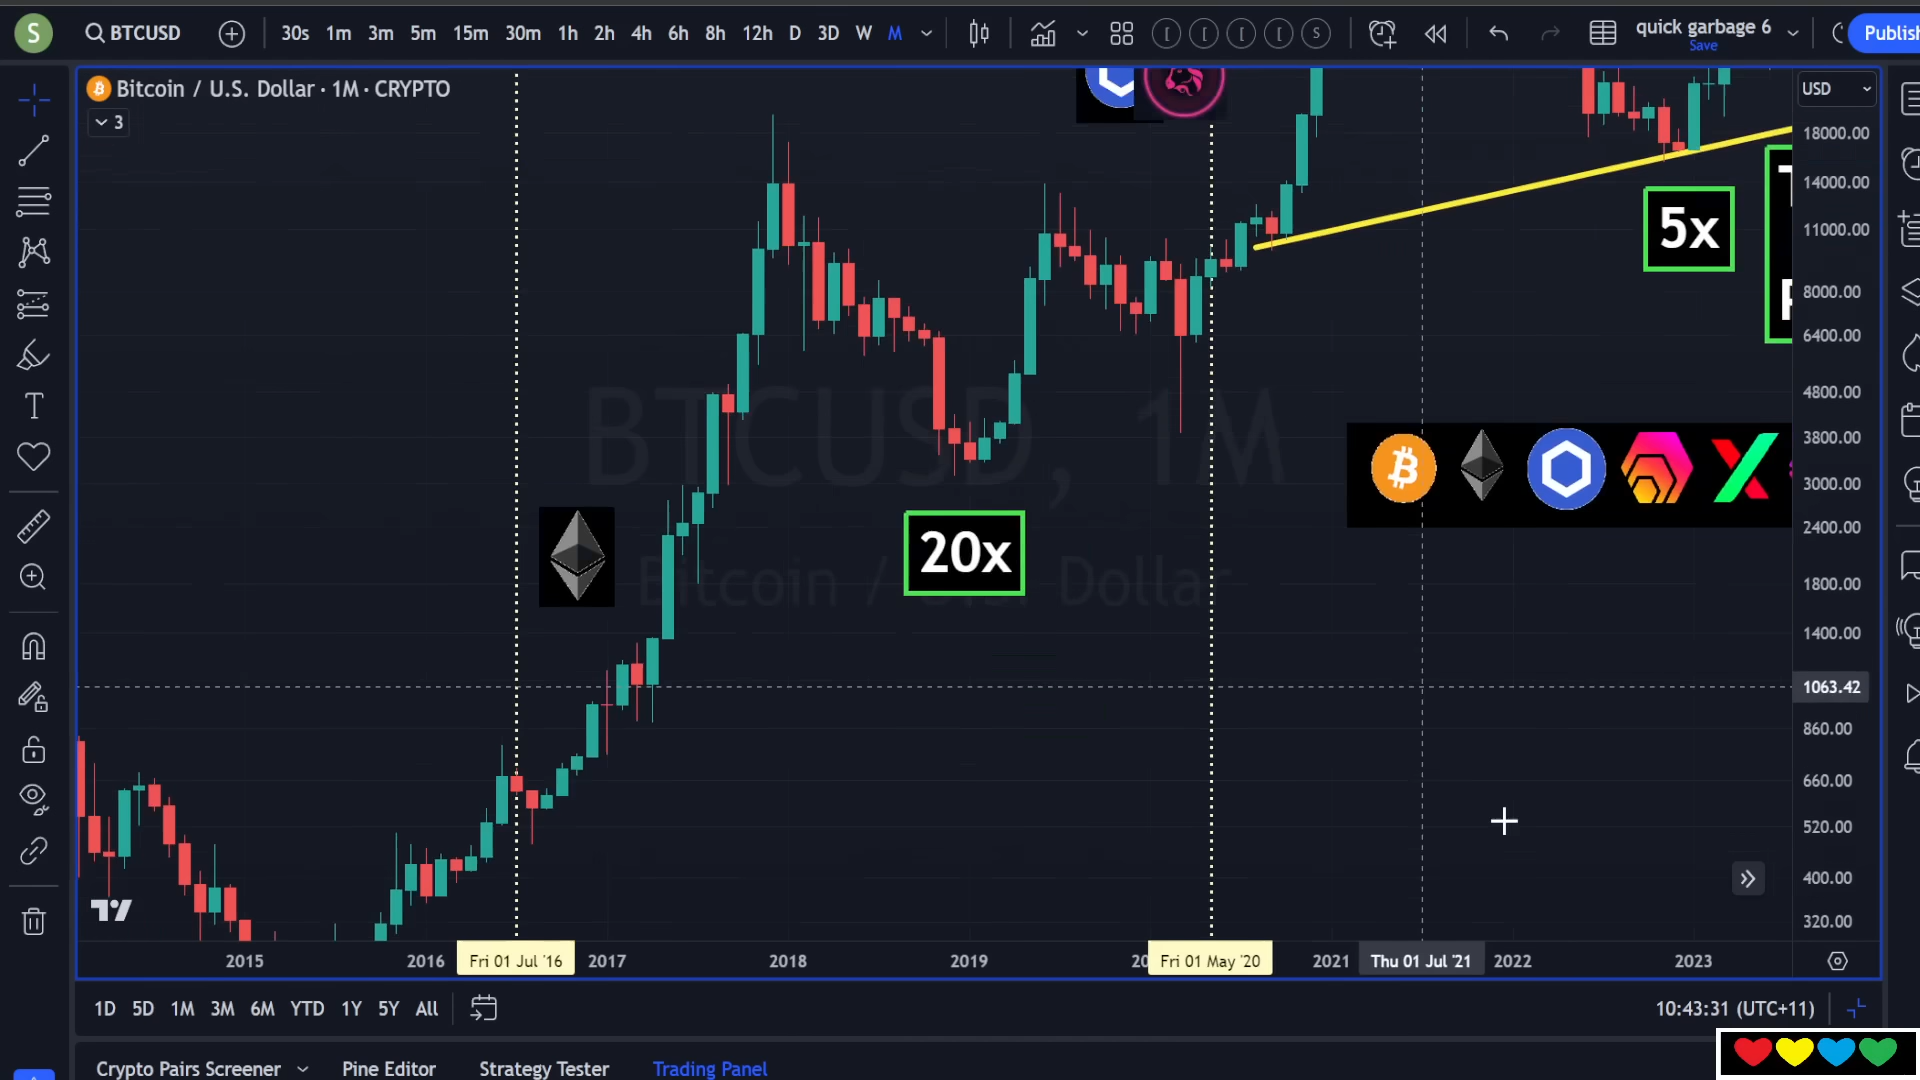 S
BTCUSD
30s 1m 3m 5m 15m 30m 1h 2h 4h 6h 8h 12h D 3D W M
S
quick garbage 6
Save
Publish
Bitcoin / U.S. Dollar · 1M · CRYPTO
3
USD
18000.00
14000.00
11000.00
8000.00
6400.00
4800.00
3800.00
3000.00
2400.00
1800.00
1400.00
1063.42
860.00
660.00
520.00
400.00
320.00
5x
BTCUSD, 1M
20x
Bitcoin / U.S. Dollar
2015 2016 Fri 01 Jul '16 2017 2018 2019 20 Fri 01 May '20 2021 Thu 01 Jul '21 2022 2023
1D 5D 1M 3M 6M YTD 1Y 5Y All
10:43:31 (UTC+11)
Crypto Pairs Screener Pine Editor Strategy Tester Trading Panel